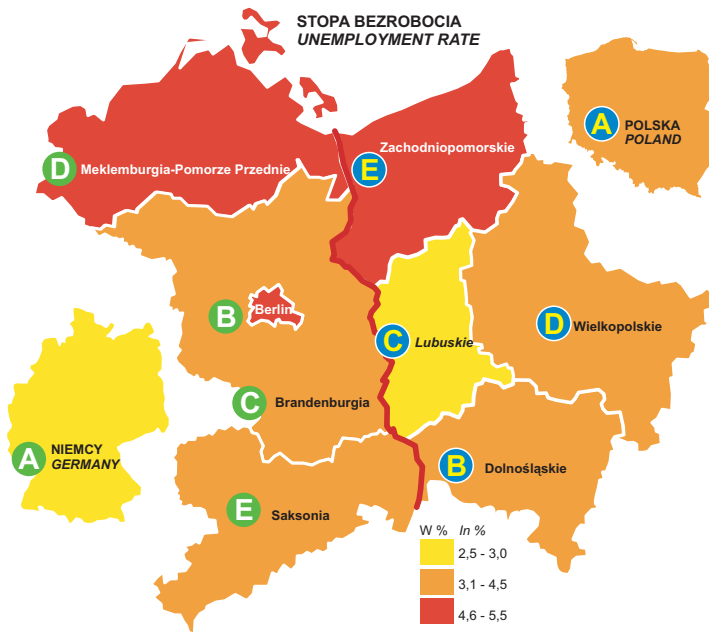 STOPA BEZROBOCIA
UNEMPLOYMENT RATE
A
POLSKA
POLAND
Zachodniopomorskie
D
Meklemburgia-Pomorze Przednie
E
B
Berlin
D
Wielkopolskie
C
Lubuskie
C
Brandenburgia
A
NIEMCY
GERMANY
B
Dolnośląskie
E
Saksonia
W % In %
2,5 - 3,0
3,1 - 4,5
4,6 - 5,5